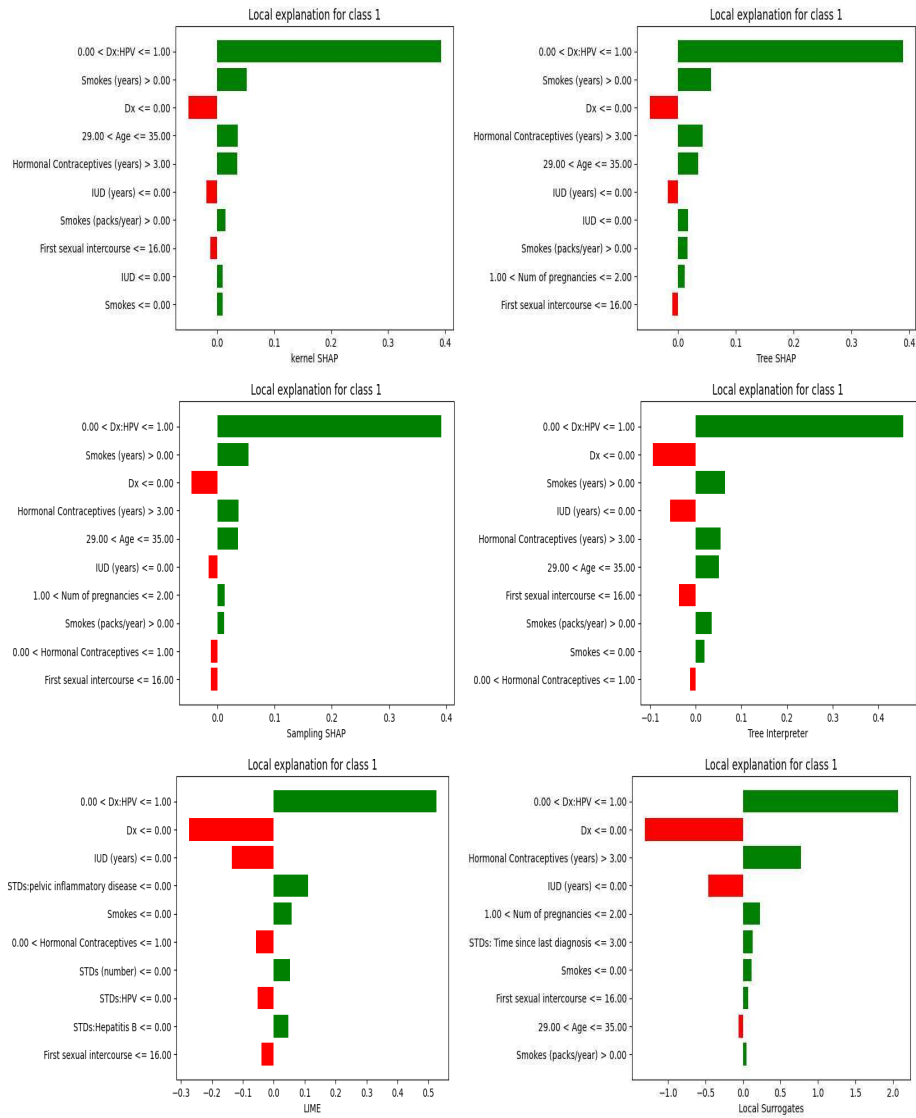 Local explanation for class 1
0.00 < Dx:HPV <= 1.00
Smokes (years) > 0.00
Dx <= 0.00
29.00 < Age <= 35.00
Hormonal Contraceptives (years) > 3.00
IUD (years) <= 0.00
Smokes (packs/year) > 0.00
First sexual intercourse <= 16.00
IUD <= 0.00
Smokes <= 0.00
0.0 0.1 0.2 0.3 0.4
kernel SHAP
Local explanation for class 1
0.00 < Dx:HPV <= 1.00
Smokes (years) > 0.00
Dx <= 0.00
Hormonal Contraceptives (years) > 3.00
29.00 < Age <= 35.00
IUD (years) <= 0.00
IUD <= 0.00
Smokes (packs/year) > 0.00
1.00 < Num of pregnancies <= 2.00
First sexual intercourse <= 16.00
0.0 0.1 0.2 0.3 0.4
Tree SHAP
Local explanation for class 1
0.00 < Dx:HPV <= 1.00
Smokes (years) > 0.00
Dx <= 0.00
Hormonal Contraceptives (years) > 3.00
29.00 < Age <= 35.00
IUD (years) <= 0.00
1.00 < Num of pregnancies <= 2.00
Smokes (packs/year) > 0.00
0.00 < Hormonal Contraceptives <= 1.00
First sexual intercourse <= 16.00
0.0 0.1 0.2 0.3 0.4
Sampling SHAP
Local explanation for class 1
0.00 < Dx:HPV <= 1.00
Dx <= 0.00
Smokes (years) > 0.00
IUD (years) <= 0.00
Hormonal Contraceptives (years) > 3.00
29.00 < Age <= 35.00
First sexual intercourse <= 16.00
Smokes (packs/year) > 0.00
Smokes <= 0.00
0.00 < Hormonal Contraceptives <= 1.00
−0.1 0.0 0.1 0.2 0.3 0.4
Tree Interpreter
Local explanation for class 1
0.00 < Dx:HPV <= 1.00
Dx <= 0.00
IUD (years) <= 0.00
STDs:pelvic inflammatory disease <= 0.00
Smokes <= 0.00
0.00 < Hormonal Contraceptives <= 1.00
STDs (number) <= 0.00
STDs:HPV <= 0.00
STDs:Hepatitis B <= 0.00
First sexual intercourse <= 16.00
−0.3 −0.2 −0.1 0.0 0.1 0.2 0.3 0.4 0.5
LIME
Local explanation for class 1
0.00 < Dx:HPV <= 1.00
Dx <= 0.00
Hormonal Contraceptives (years) > 3.00
IUD (years) <= 0.00
1.00 < Num of pregnancies <= 2.00
STDs: Time since last diagnosis <= 3.00
Smokes <= 0.00
First sexual intercourse <= 16.00
29.00 < Age <= 35.00
Smokes (packs/year) > 0.00
−1.0 −0.5 0.0 0.5 1.0 1.5 2.0
Local Surrogates